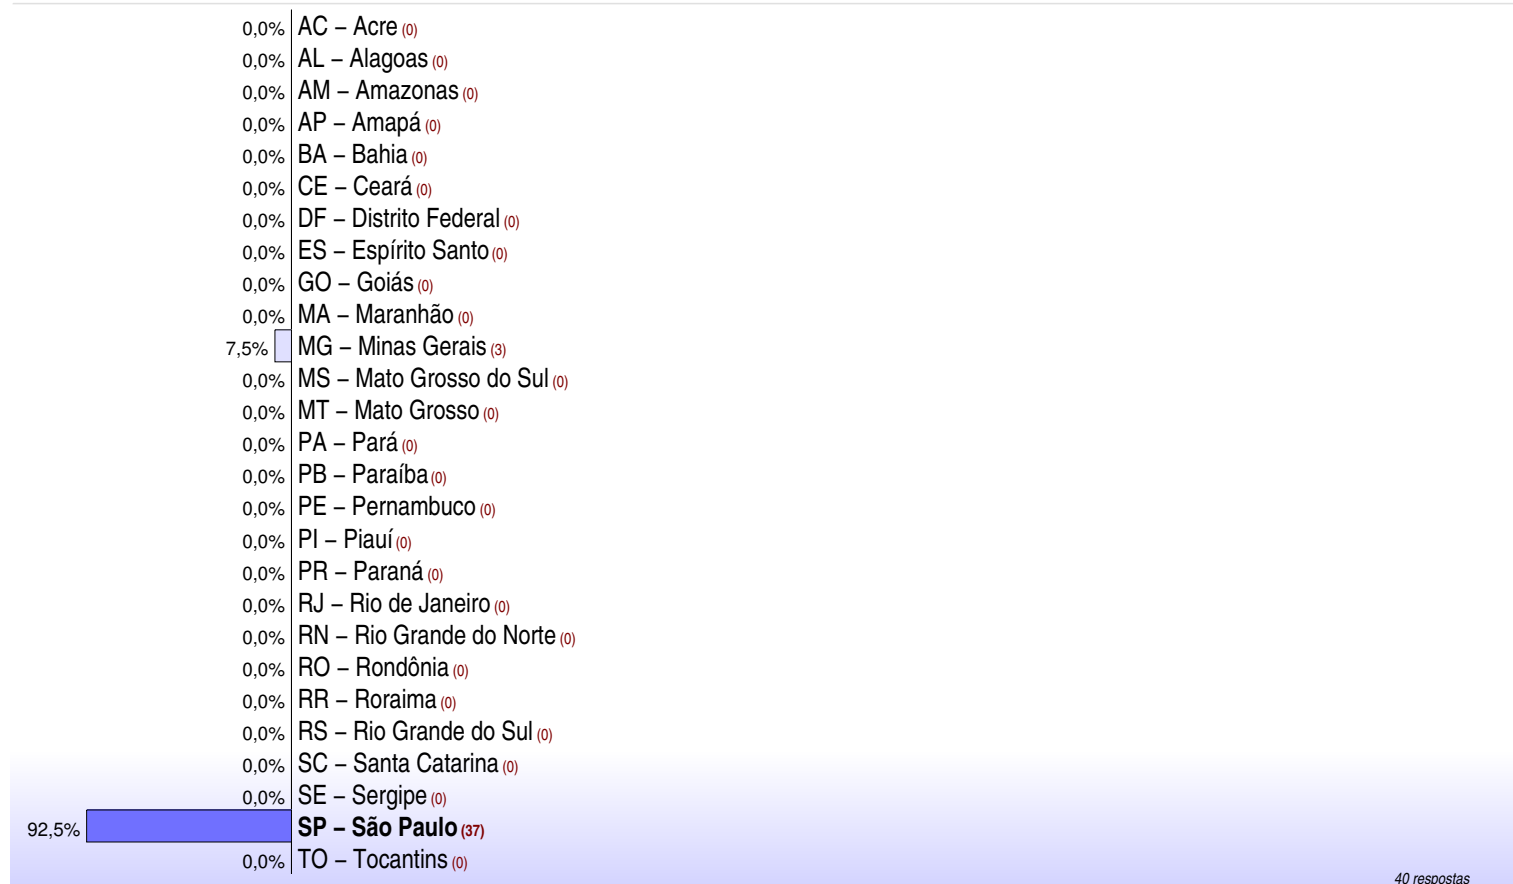 0,0% AC – Acre (0)
0,0% AL – Alagoas (0)
0,0% AM – Amazonas (0)
0,0% AP – Amapá (0)
0,0% BA – Bahia (0)
0,0% CE – Ceará (0)
0,0% DF – Distrito Federal (0)
0,0% ES – Espírito Santo (0)
0,0% GO – Goiás (0)
0,0% MA – Maranhão (0)
7,5% MG – Minas Gerais (3)
0,0% MS – Mato Grosso do Sul (0)
0,0% MT – Mato Grosso (0)
0,0% PA – Pará (0)
0,0% PB – Paraíba (0)
0,0% PE – Pernambuco (0)
0,0% PI – Piauí (0)
0,0% PR – Paraná (0)
0,0% RJ – Rio de Janeiro (0)
0,0% RN – Rio Grande do Norte (0)
0,0% RO – Rondônia (0)
0,0% RR – Roraima (0)
0,0% RS – Rio Grande do Sul (0)
0,0% SC – Santa Catarina (0)
0,0% SE – Sergipe (0)
92,5% SP – São Paulo (37)
0,0% TO – Tocantins (0)
40 respostas